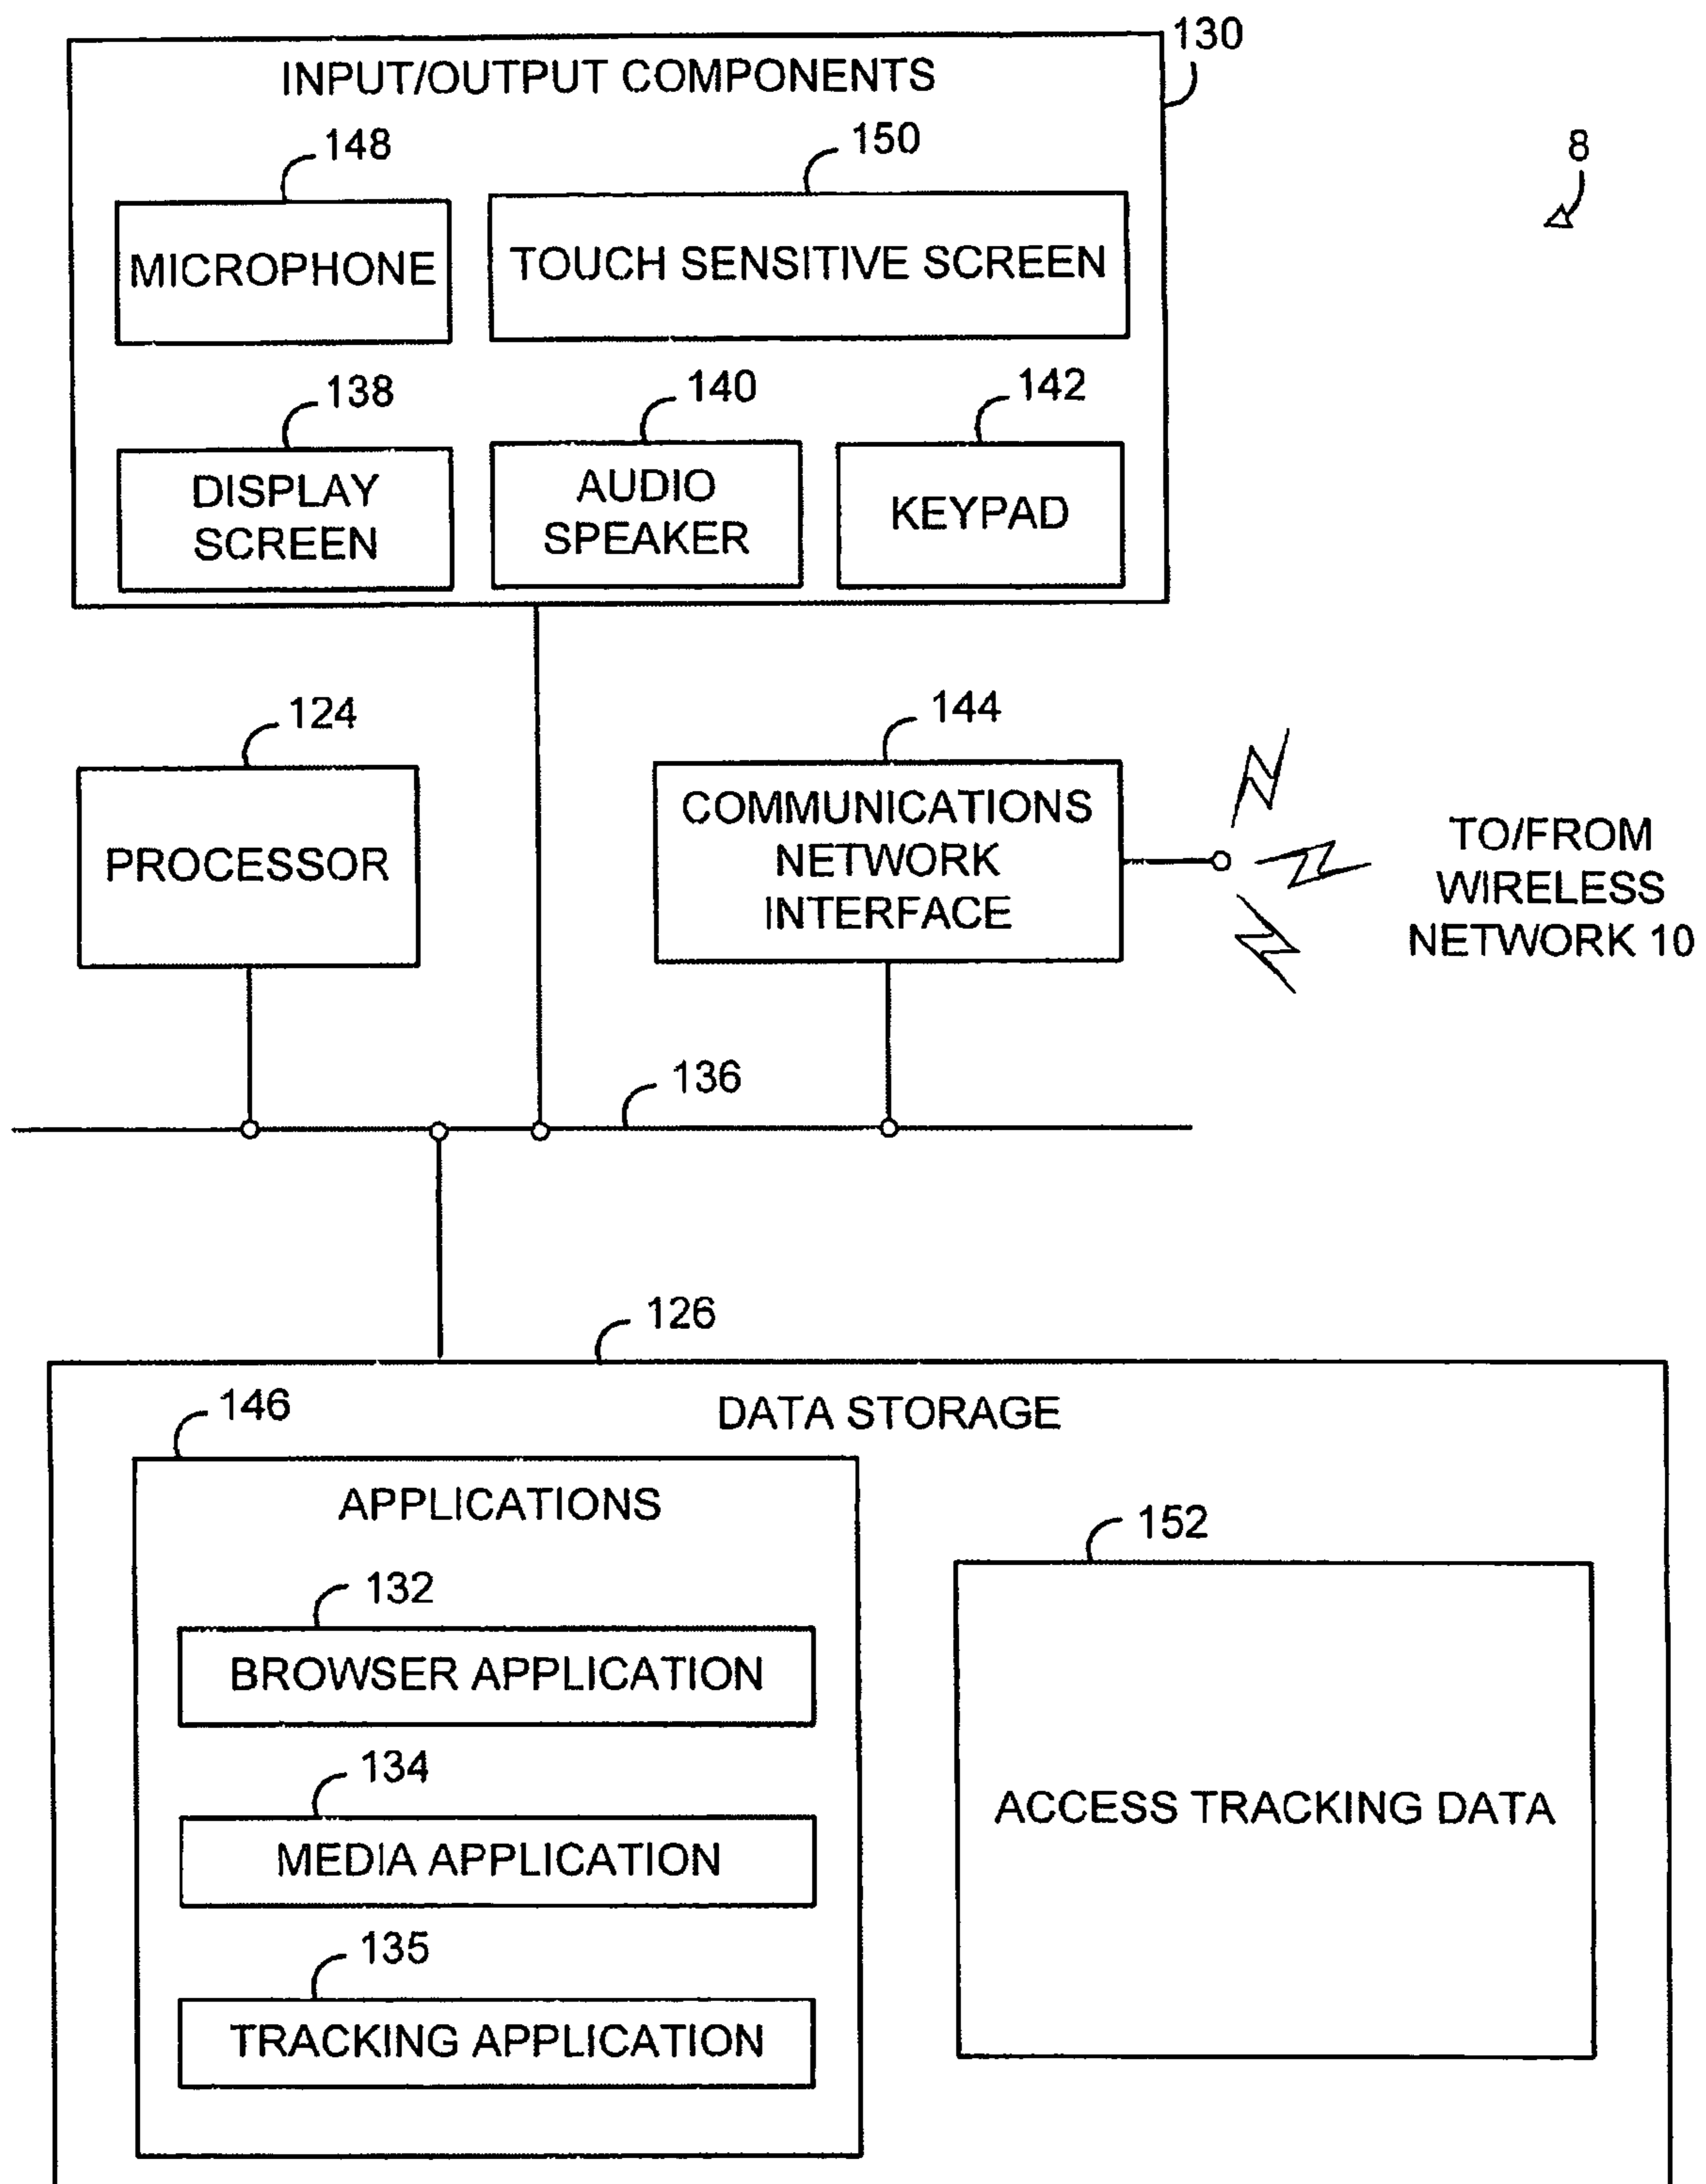 130
INPUT/OUTPUT COMPONENTS
148
150
8
MICROPHONE
TOUCH SENSITIVE SCREEN
138
140
142
DISPLAY
SCREEN
AUDIO
SPEAKER
KEYPAD
124
144
PROCESSOR
COMMUNICATIONS
NETWORK
INTERFACE
TO/FROM
WIRELESS
NETWORK 10
136
126
DATA STORAGE
146
APPLICATIONS
152
132
BROWSER APPLICATION
134
MEDIA APPLICATION
ACCESS TRACKING DATA
135
TRACKING APPLICATION